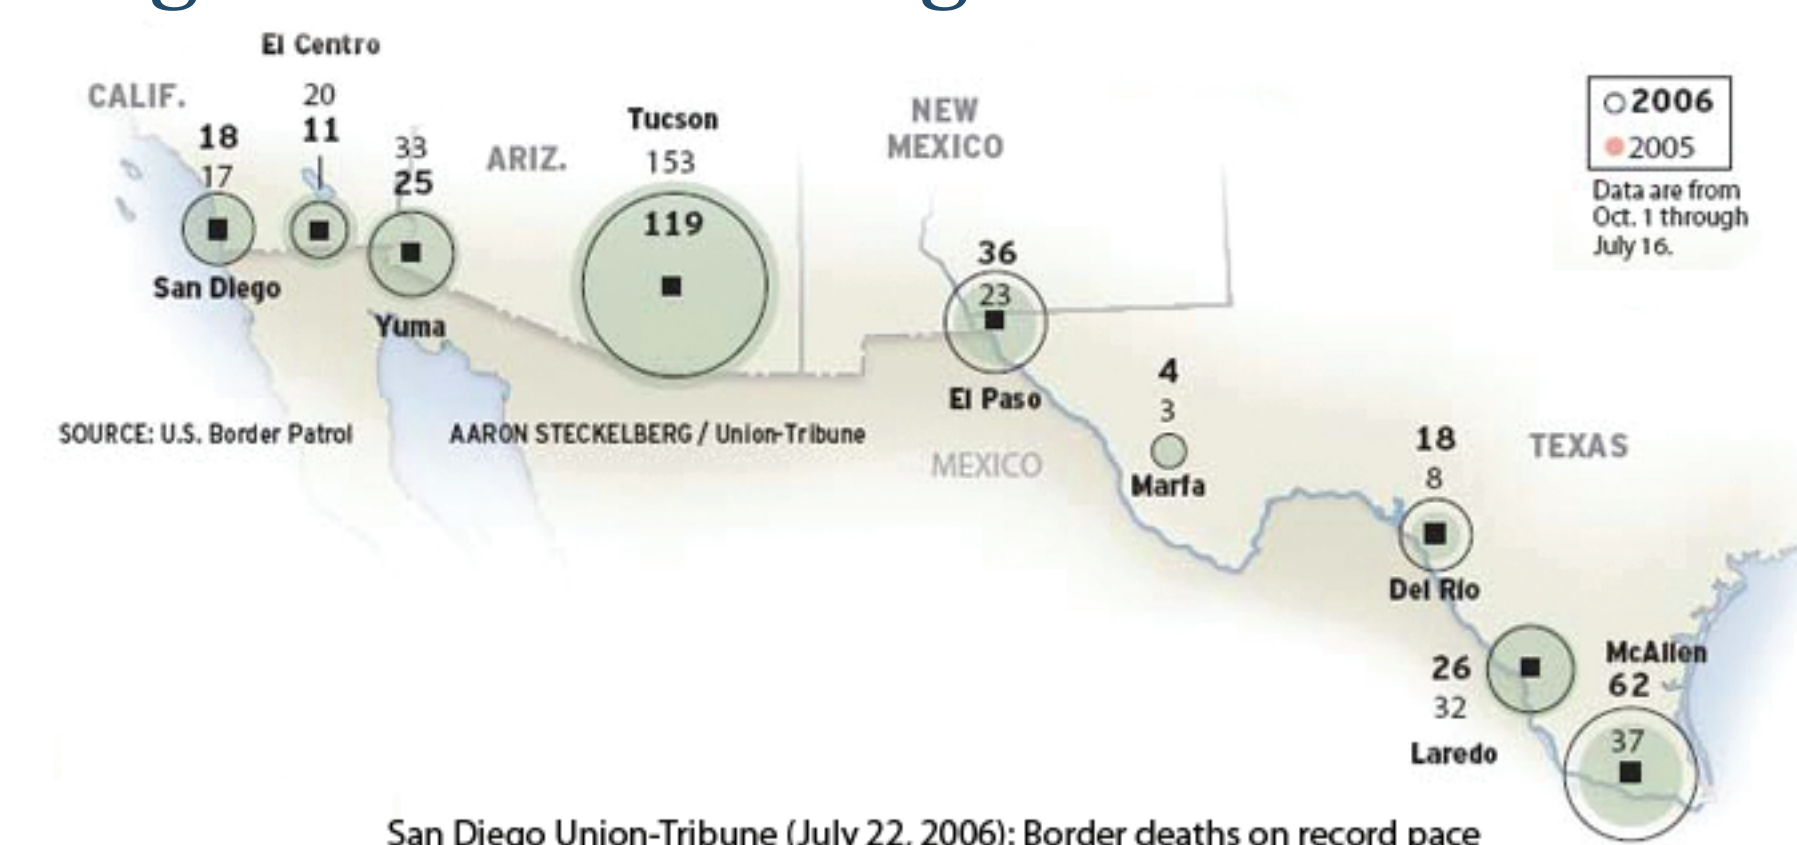 El Centro
CALIF.
20
11
18
17
33
25
ARIZ.
Tucson
153
119
NEW
MEXICO
2006
2005
Data are from
Oct. 1 through
July 16.
San Diego
Yuma
36
23
El Paso
SOURCE: U.S. Border Patrol
AARON STECKELBERG / Union-Tribune
MEXICO
4
3
Marfa
18
8
TEXAS
Del Rio
26
32
Laredo
McAllen
62
37
San Diego Union-Tribune (July 22, 2006): Border deaths on record pace